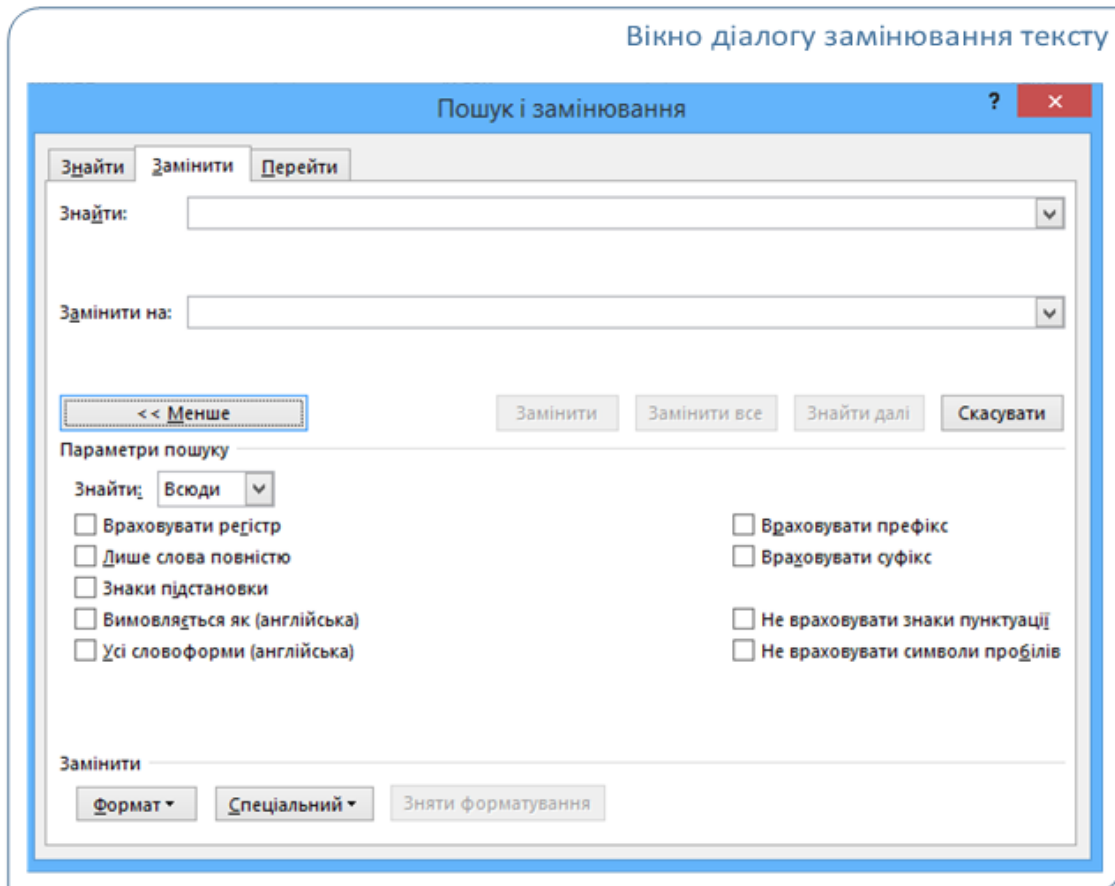 Вікно діалогу замінювання тексту
Пошук і замінювання ? ×
Знайти Замінити Перейти
Знайти:
Замінити на:
<< Менше Замінити Замінити все Знайти далі Скасувати
Параметри пошуку
Знайти: Всюди
Враховувати регістр Враховувати префікс
Лише слова повністю Враховувати суфікс
Знаки підстановки
Вимовляється як (англійська) Не враховувати знаки пунктуації
Усі словоформи (англійська) Не враховувати символи пробілів
Замінити
Формат Спеціальний Зняти форматування